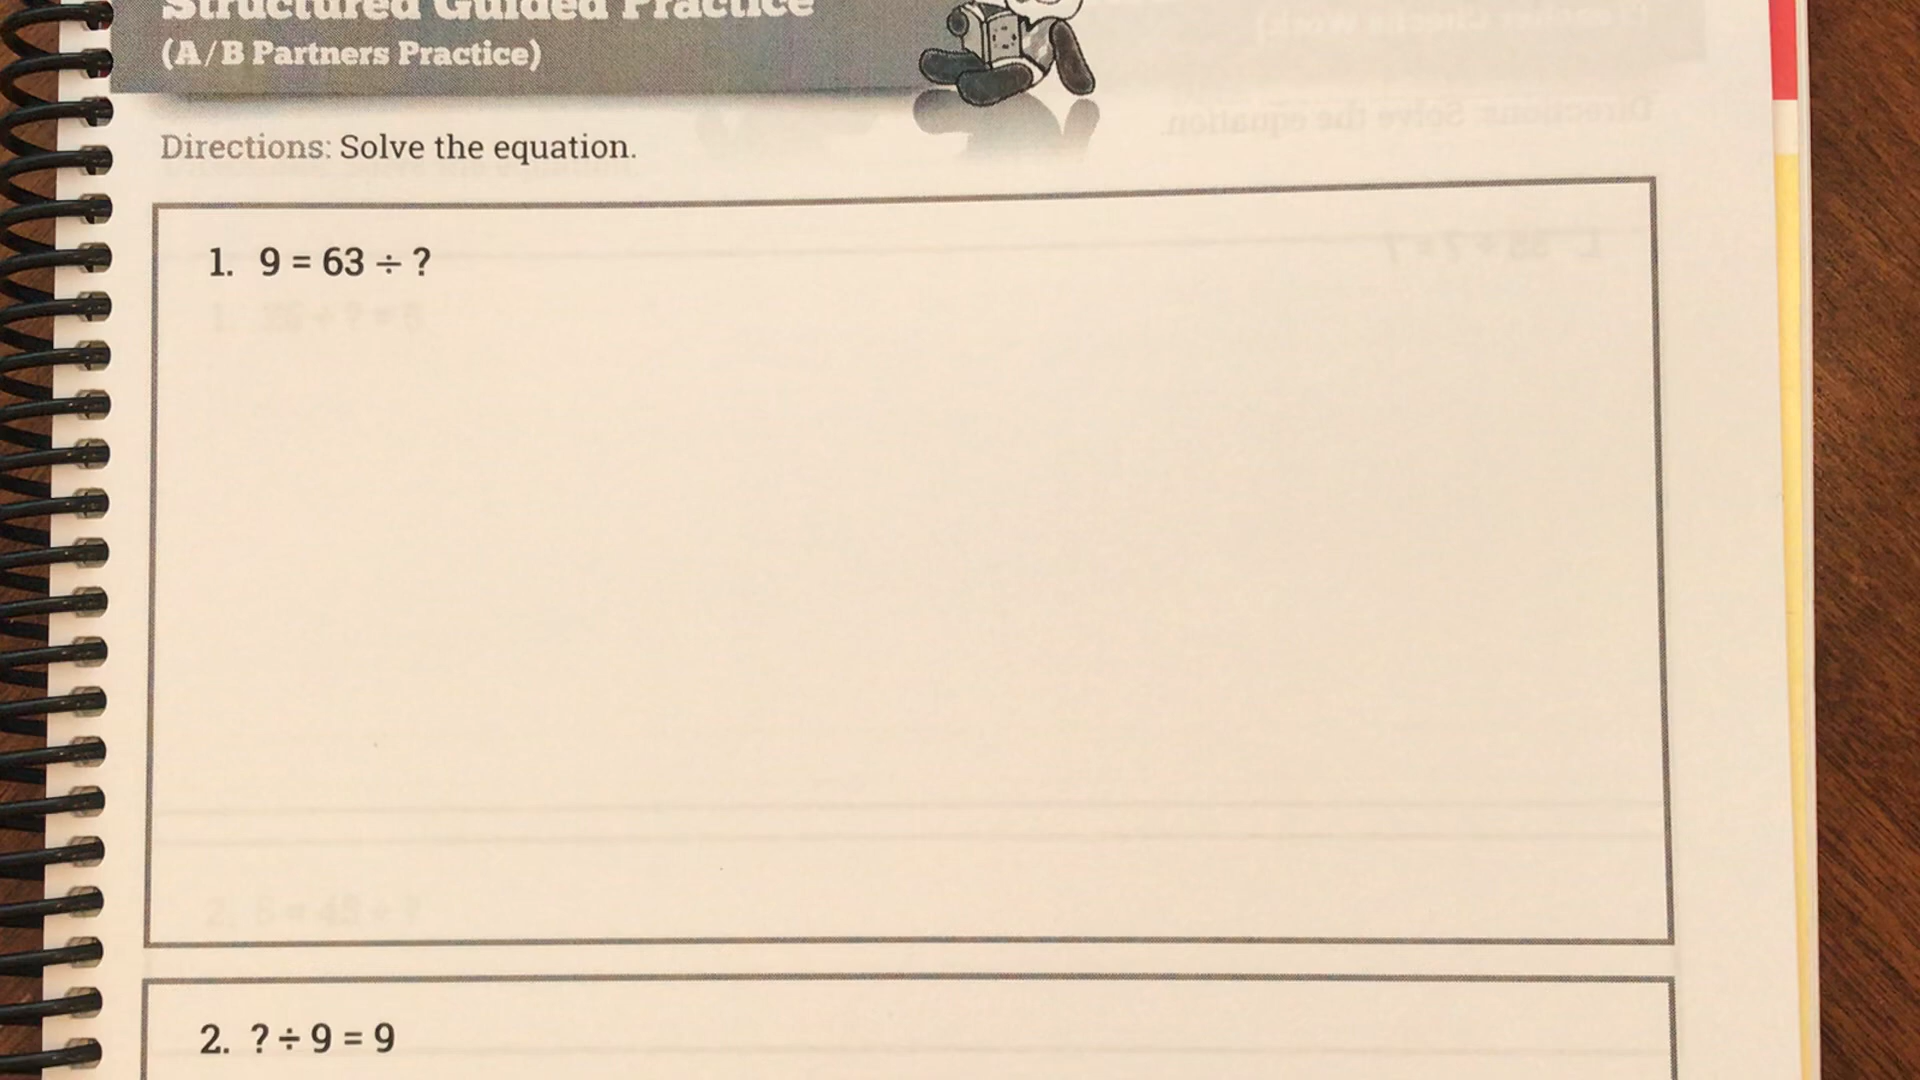 Structured Guided Practice
(A/B Partners Practice)
Directions: Solve the equation.
1. 9 = 63 ÷ ?
2. ? ÷ 9 = 9